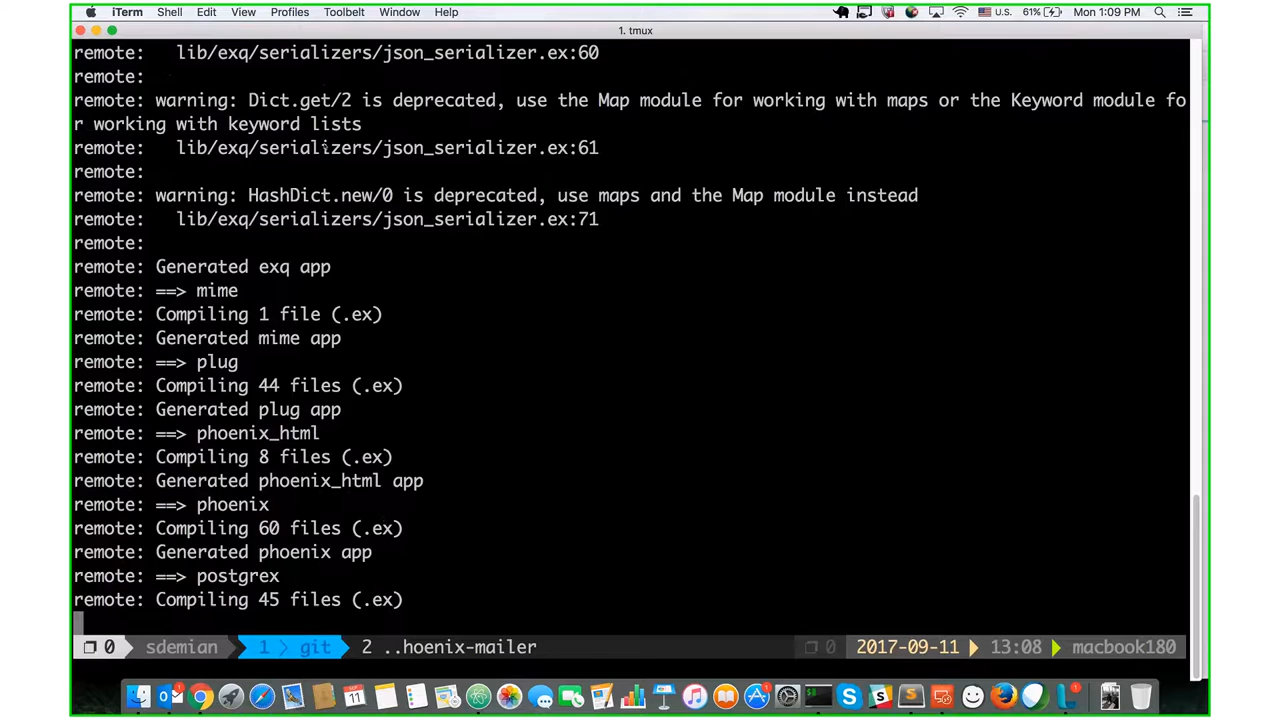 iTerm Shell Edit View Profiles Toolbelt Window Help U.S. 61% Mon 1:09 PM
1. tmux
remote:   lib/exq/serializers/json_serializer.ex:60
remote:
remote: warning: Dict.get/2 is deprecated, use the Map module for working with maps or the Keyword module fo
r working with keyword lists
remote:   lib/exq/serializers/json_serializer.ex:61
remote:
remote: warning: HashDict.new/0 is deprecated, use maps and the Map module instead
remote:   lib/exq/serializers/json_serializer.ex:71
remote:
remote: Generated exq app
remote: ==> mime
remote: Compiling 1 file (.ex)
remote: Generated mime app
remote: ==> plug
remote: Compiling 44 files (.ex)
remote: Generated plug app
remote: ==> phoenix_html
remote: Compiling 8 files (.ex)
remote: Generated phoenix_html app
remote: ==> phoenix
remote: Compiling 60 files (.ex)
remote: Generated phoenix app
remote: ==> postgrex
remote: Compiling 45 files (.ex)
0 sdemian 1 git 2 ..hoenix-mailer 0 2017-09-11 13:08 macbook180